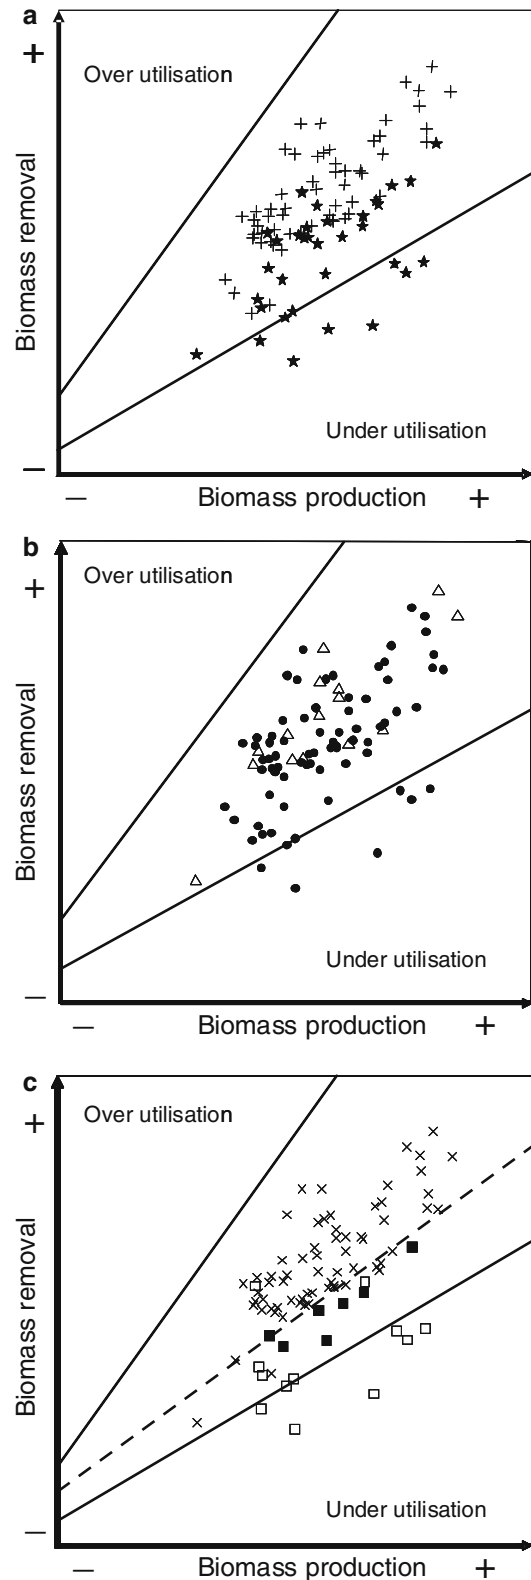 a
Over utilisation
+
Biomass removal
Under utilisation
—
— Biomass production +
b
Over utilisation
+
Biomass removal
Under utilisation
—
— Biomass production +
c
Over utilisation
+
Biomass removal
Under utilisation
—
— Biomass production +